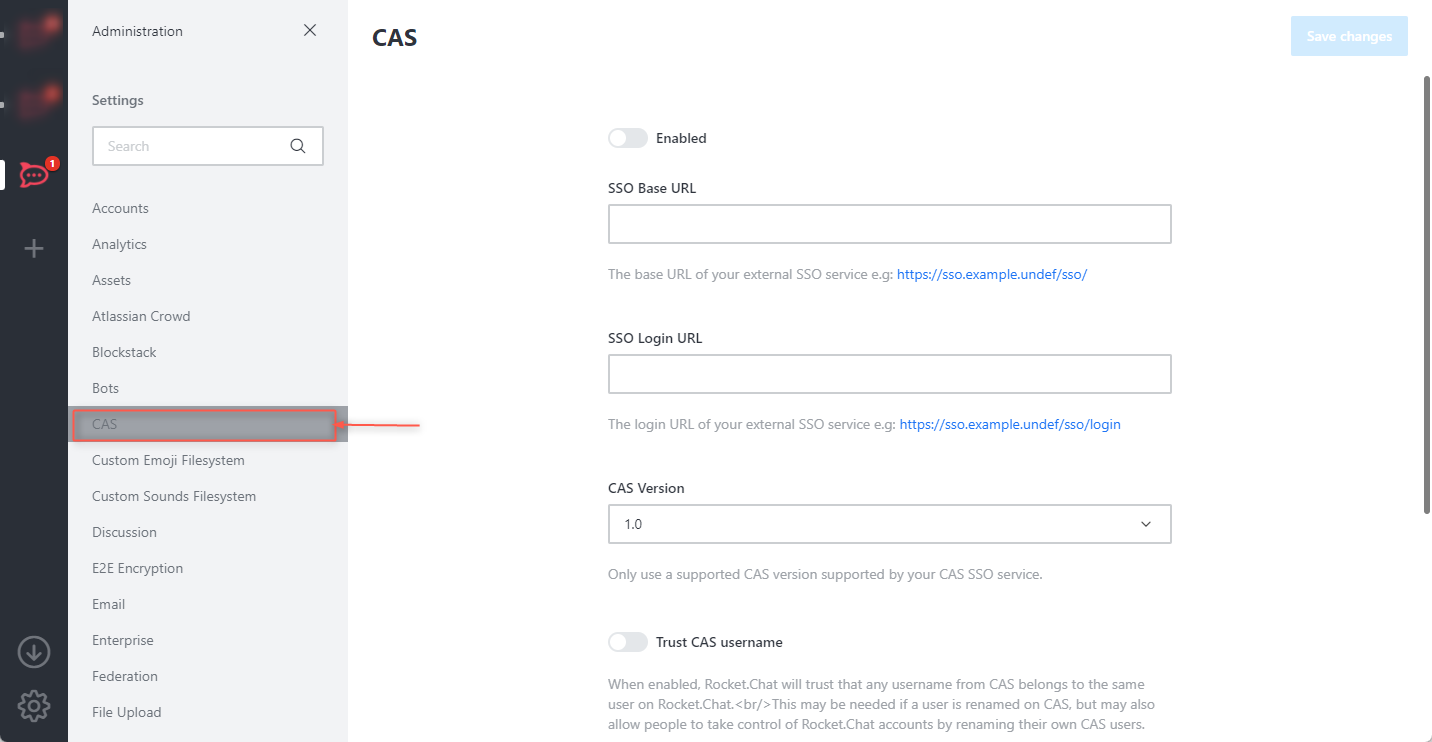 Administration
Settings
Search
1
Accounts
Analytics
Assets
Atlassian Crowd
Blockstack
Bots
CAS
Custom Emoji Filesystem
Custom Sounds Filesystem
Discussion
E2E Encryption
Email
Enterprise
Federation
File Upload
CAS
Save changes
Enabled
SSO Base URL
The base URL of your external SSO service e.g: https://sso.example.undef/sso/
SSO Login URL
The login URL of your external SSO service e.g: https://sso.example.undef/sso/login
CAS Version
1.0
Only use a supported CAS version supported by your CAS SSO service.
Trust CAS username
When enabled, Rocket.Chat will trust that any username from CAS belongs to the same
user on Rocket.Chat.<br/>This may be needed if a user is renamed on CAS, but may also
allow people to take control of Rocket.Chat accounts by renaming their own CAS users.